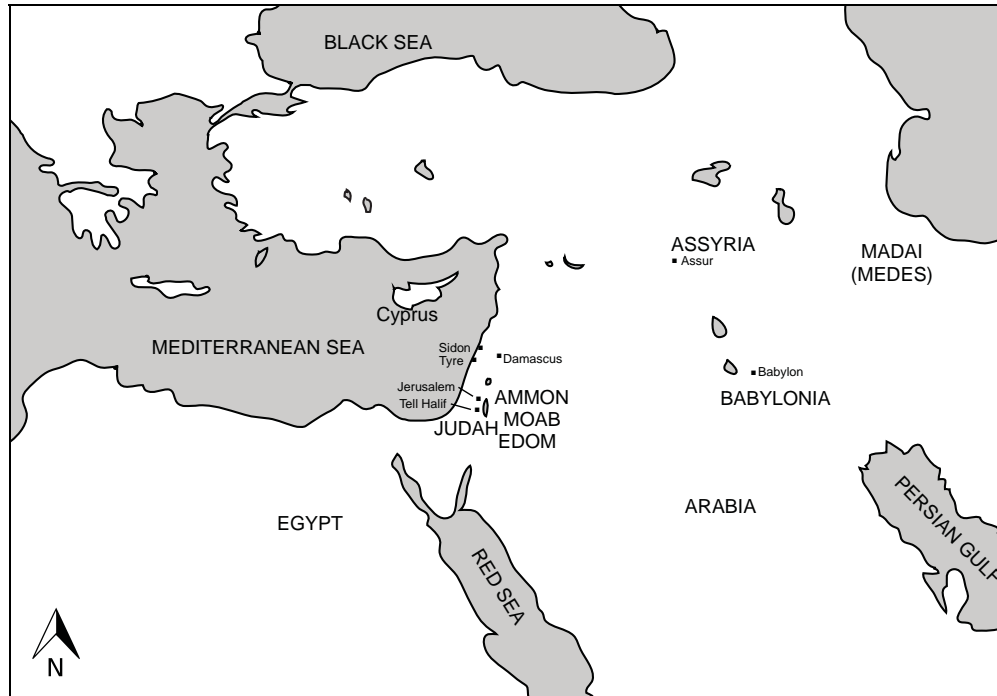 BLACK SEA
ASSYRIA
Assur
MADAI
(MEDES)
Cyprus
MEDITERRANEAN SEA
Sidon
Tyre
Damascus
Babylon
BABYLONIA
Jerusalem
Tell Halif
AMMON
MOAB
JUDAH
EDOM
ARABIA
EGYPT
PERSIAN GULF
RED SEA
N